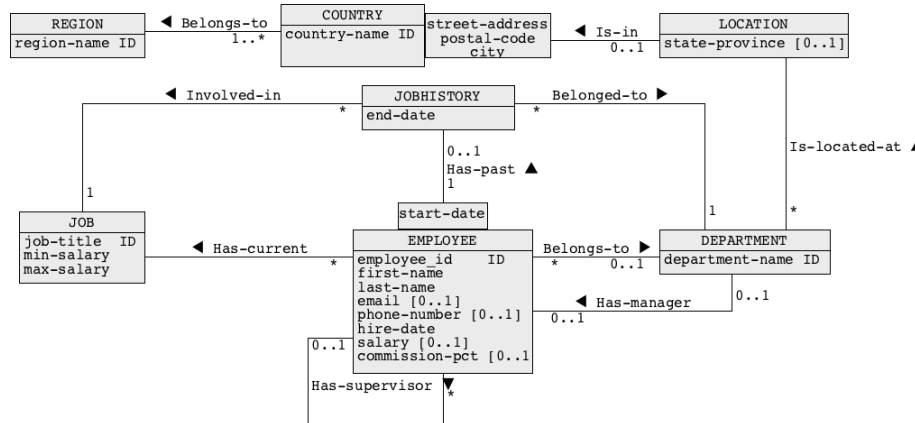 REGION
region-name ID
◀ Belongs-to
1..*
COUNTRY
country-name ID
street-address
postal-code
city
◀ Is-in
0..1
LOCATION
state-province [0..1]
◀ Involved-in
*
JOBHISTORY
end-date
Belonged-to ▶
*
Is-located-at ▲
0..1
Has-past ▲
1
1
start-date
1
*
JOB
job-title ID
min-salary
max-salary
◀ Has-current
*
EMPLOYEE
employee_id ID
first-name
last-name
email [0..1]
phone-number [0..1]
hire-date
salary [0..1]
commission-pct [0..1
Belongs-to ▶
*
0..1
DEPARTMENT
department-name ID
◀ Has-manager
0..1
0..1
0..1
Has-supervisor ▼
*